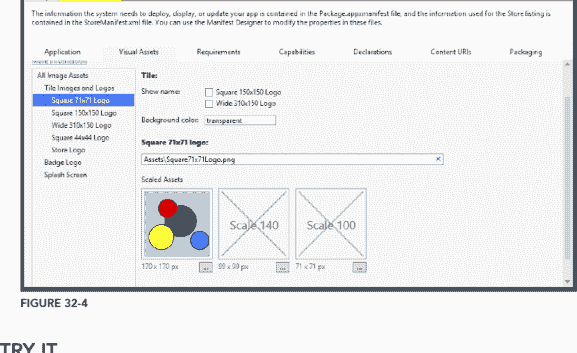 The information the system needs to deploy, display, or update your app is contained in the Package.appxmanifest file, and the information used for the Store listing is
contained in the StoreManifest.xml file. You can use the Manifest Designer to modify the properties in these files.
Application Visual Assets Requirements Capabilities Declarations Content URIs Packaging
All Image Assets
Tile Images and Logos
Square 71x71 Logo
Square 150x150 Logo
Wide 310x150 Logo
Square 44x44 Logo
Store Logo
Badge Logo
Splash Screen
Tile:
Show name:
Square 150x150 Logo
Wide 310x150 Logo
Background color: transparent
Square 71x71 logo:
Assets\Square71x71Logo.png
Scaled Assets
Scale 140
Scale 100
170 x 170 px
99 x 99 px
71 x 71 px
FIGURE 32-4
TRY IT